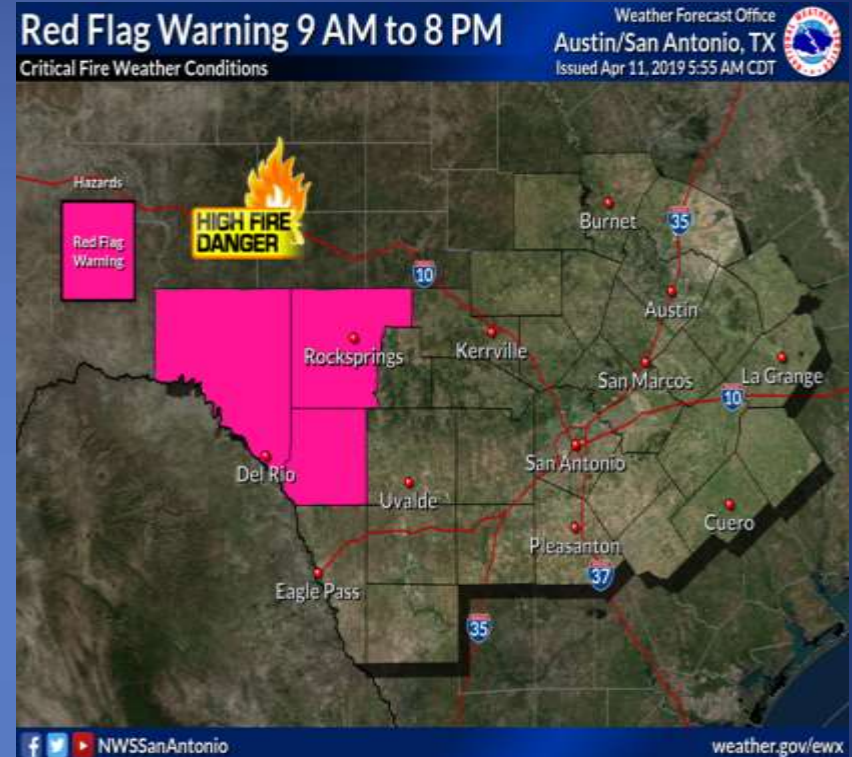 Red Flag Warning 9 AM to 8 PM
Critical Fire Weather Conditions
Weather Forecast Office
Austin/San Antonio, TX
Issued Apr 11, 2019 5:55 AM CDT
Hazards
Red Flag
Warning
HIGH FIRE
DANGER
Burnet
35
10
Austin
Rocksprings
Kerrville
San Marcos
La Grange
10
Del Rio
San Antonio
Uvalde
Cuero
Pleasanton
Eagle Pass
37
35
NWSSanAntonio
weather.gov/ewx